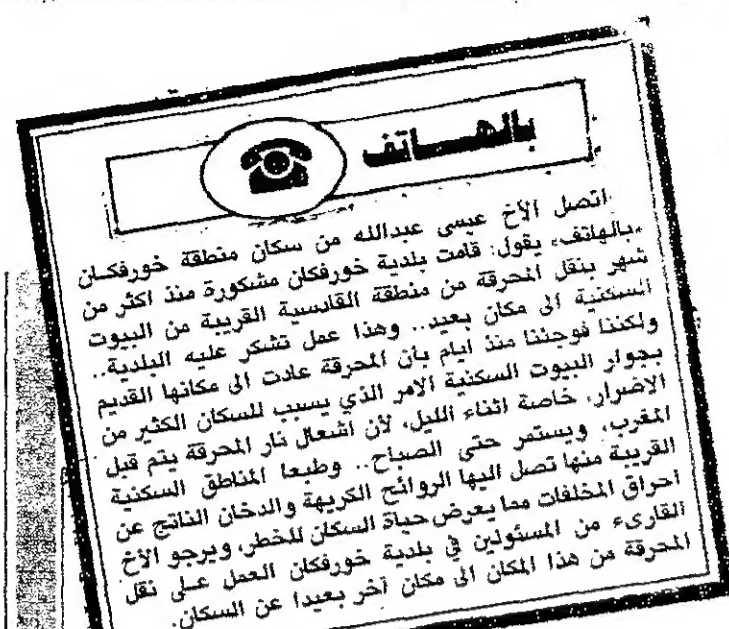 بالهاتف
اتصل الأخ عيسى عبدالله من سكان منطقة خورفكان
«بالهاتف» يقول: قامت بلدية خورفكان مشكورة منذ اكثر من
شهر بنقل المحرقة من منطقة القادسية القريبة من البيوت
السكنية الى مكان بعيد.. وهذا عمل تشكر عليه البلدية..
ولكننا فوجئنا منذ ايام بأن المحرقة عادت الى مكانها القديم
بجوار البيوت السكنية الامر الذي يسبب للسكان الكثير من
الاضرار، خاصة اثناء الليل، لأن اشعال نار المحرقة يتم قبل
المغرب، ويستمر حتى الصباح.. وطبعا المناطق السكنية
القريبة منها تصل اليها الروائح الكريهة والدخان الناتج عن
احراق المخلفات مما يعرض حياة السكان للخطر، ويرجو الأخ
القارىء من المسئولين في بلدية خورفكان العمل على نقل
المحرقة من هذا المكان الى مكان آخر بعيدا عن السكان.